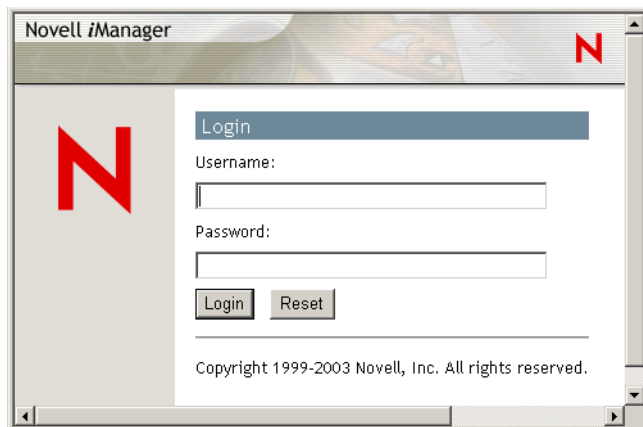 Novell iManager
N
N
Login
Username:
Password:
Login Reset
Copyright 1999-2003 Novell, Inc. All rights reserved.